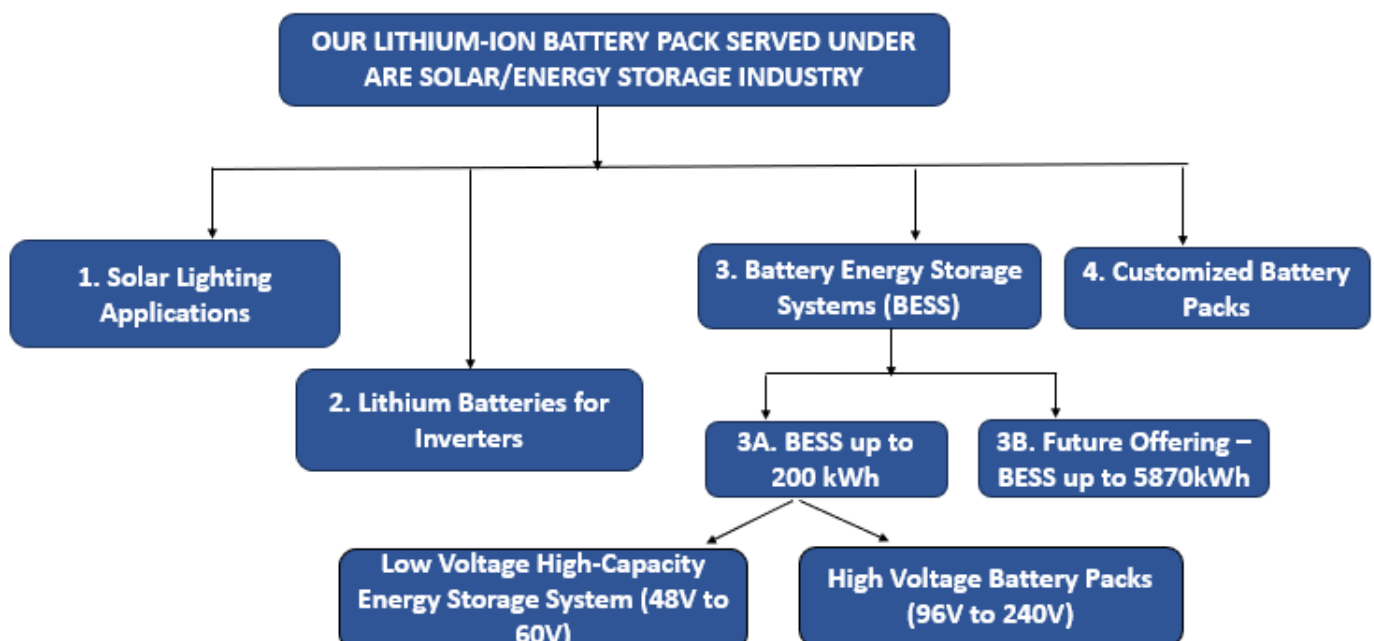 OUR LITHIUM-ION BATTERY PACK SERVED UNDER
ARE SOLAR/ENERGY STORAGE INDUSTRY
1. Solar Lighting
Applications
2. Lithium Batteries for
Inverters
3. Battery Energy Storage
Systems (BESS)
4. Customized Battery
Packs
3A. BESS up to
200 kWh
3B. Future Offering –
BESS up to 5870kWh
Low Voltage High-Capacity
Energy Storage System (48V to
60V)
High Voltage Battery Packs
(96V to 240V)